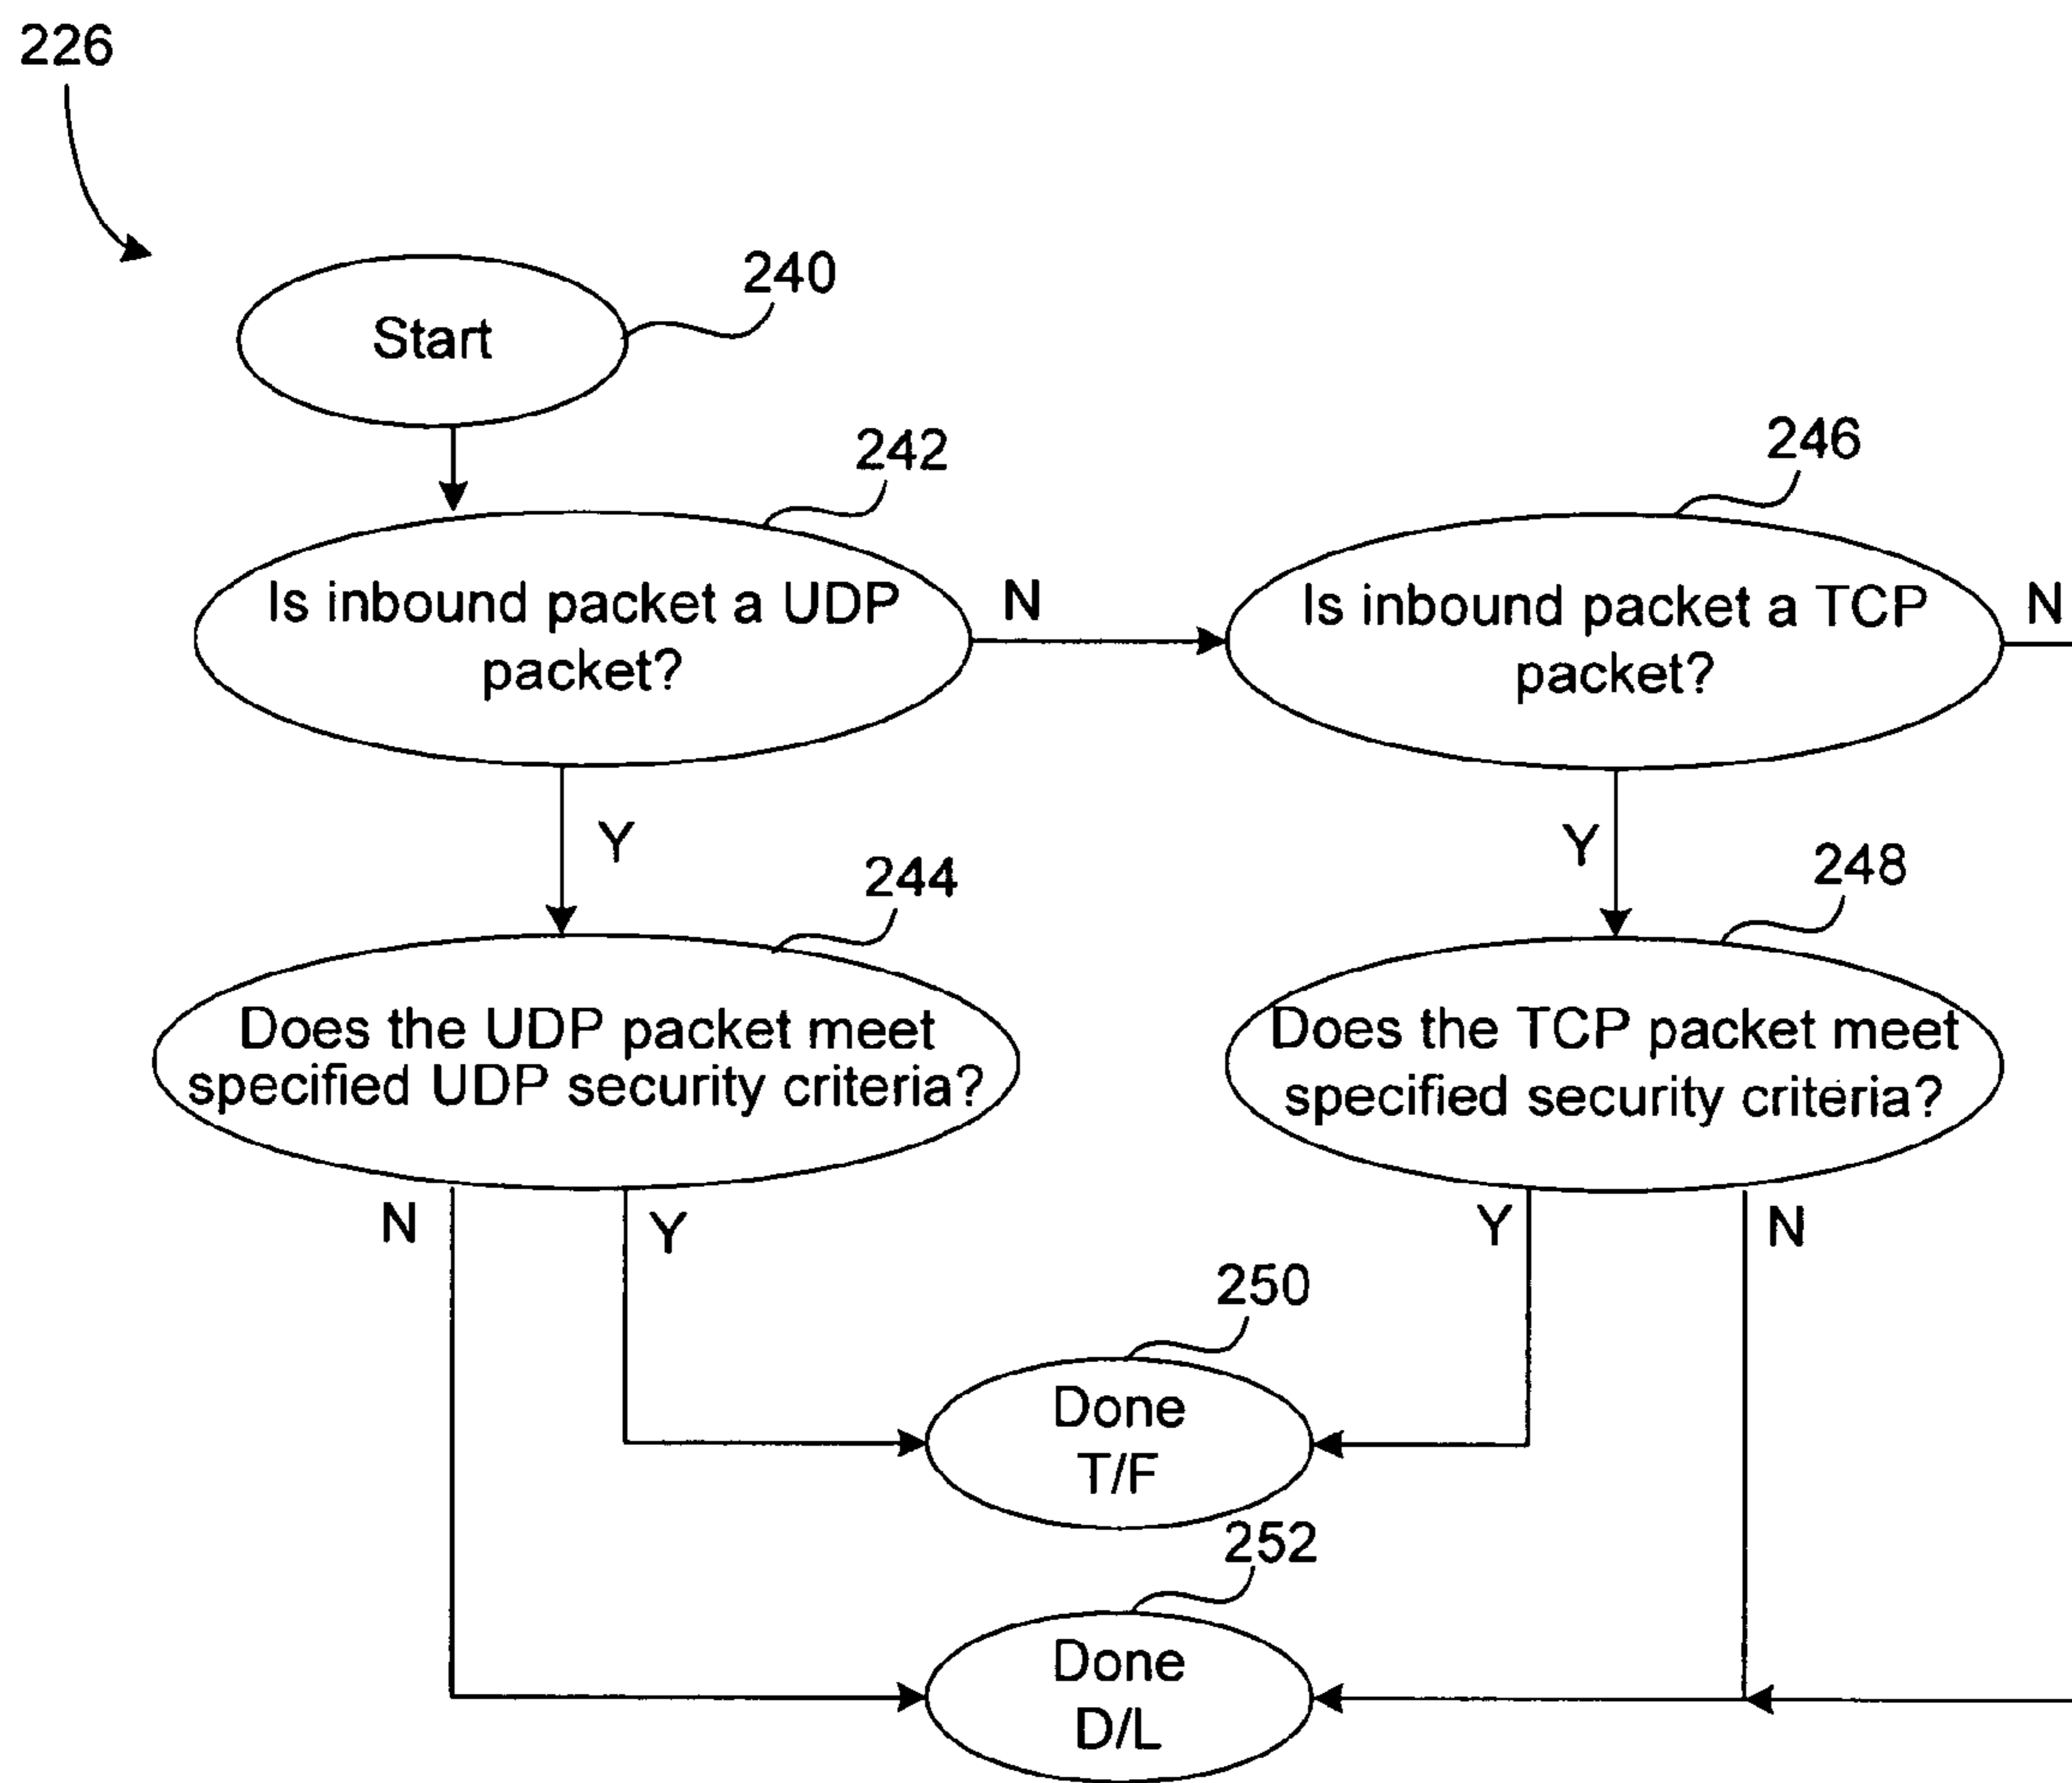 226
240
Start
242
246
Is inbound packet a UDP
packet?
N
Is inbound packet a TCP
packet?
N
Y
Y
244
248
Does the UDP packet meet
specified UDP security criteria?
Does the TCP packet meet
specified security criteria?
N
Y
Y
N
250
Done
T/F
252
Done
D/L